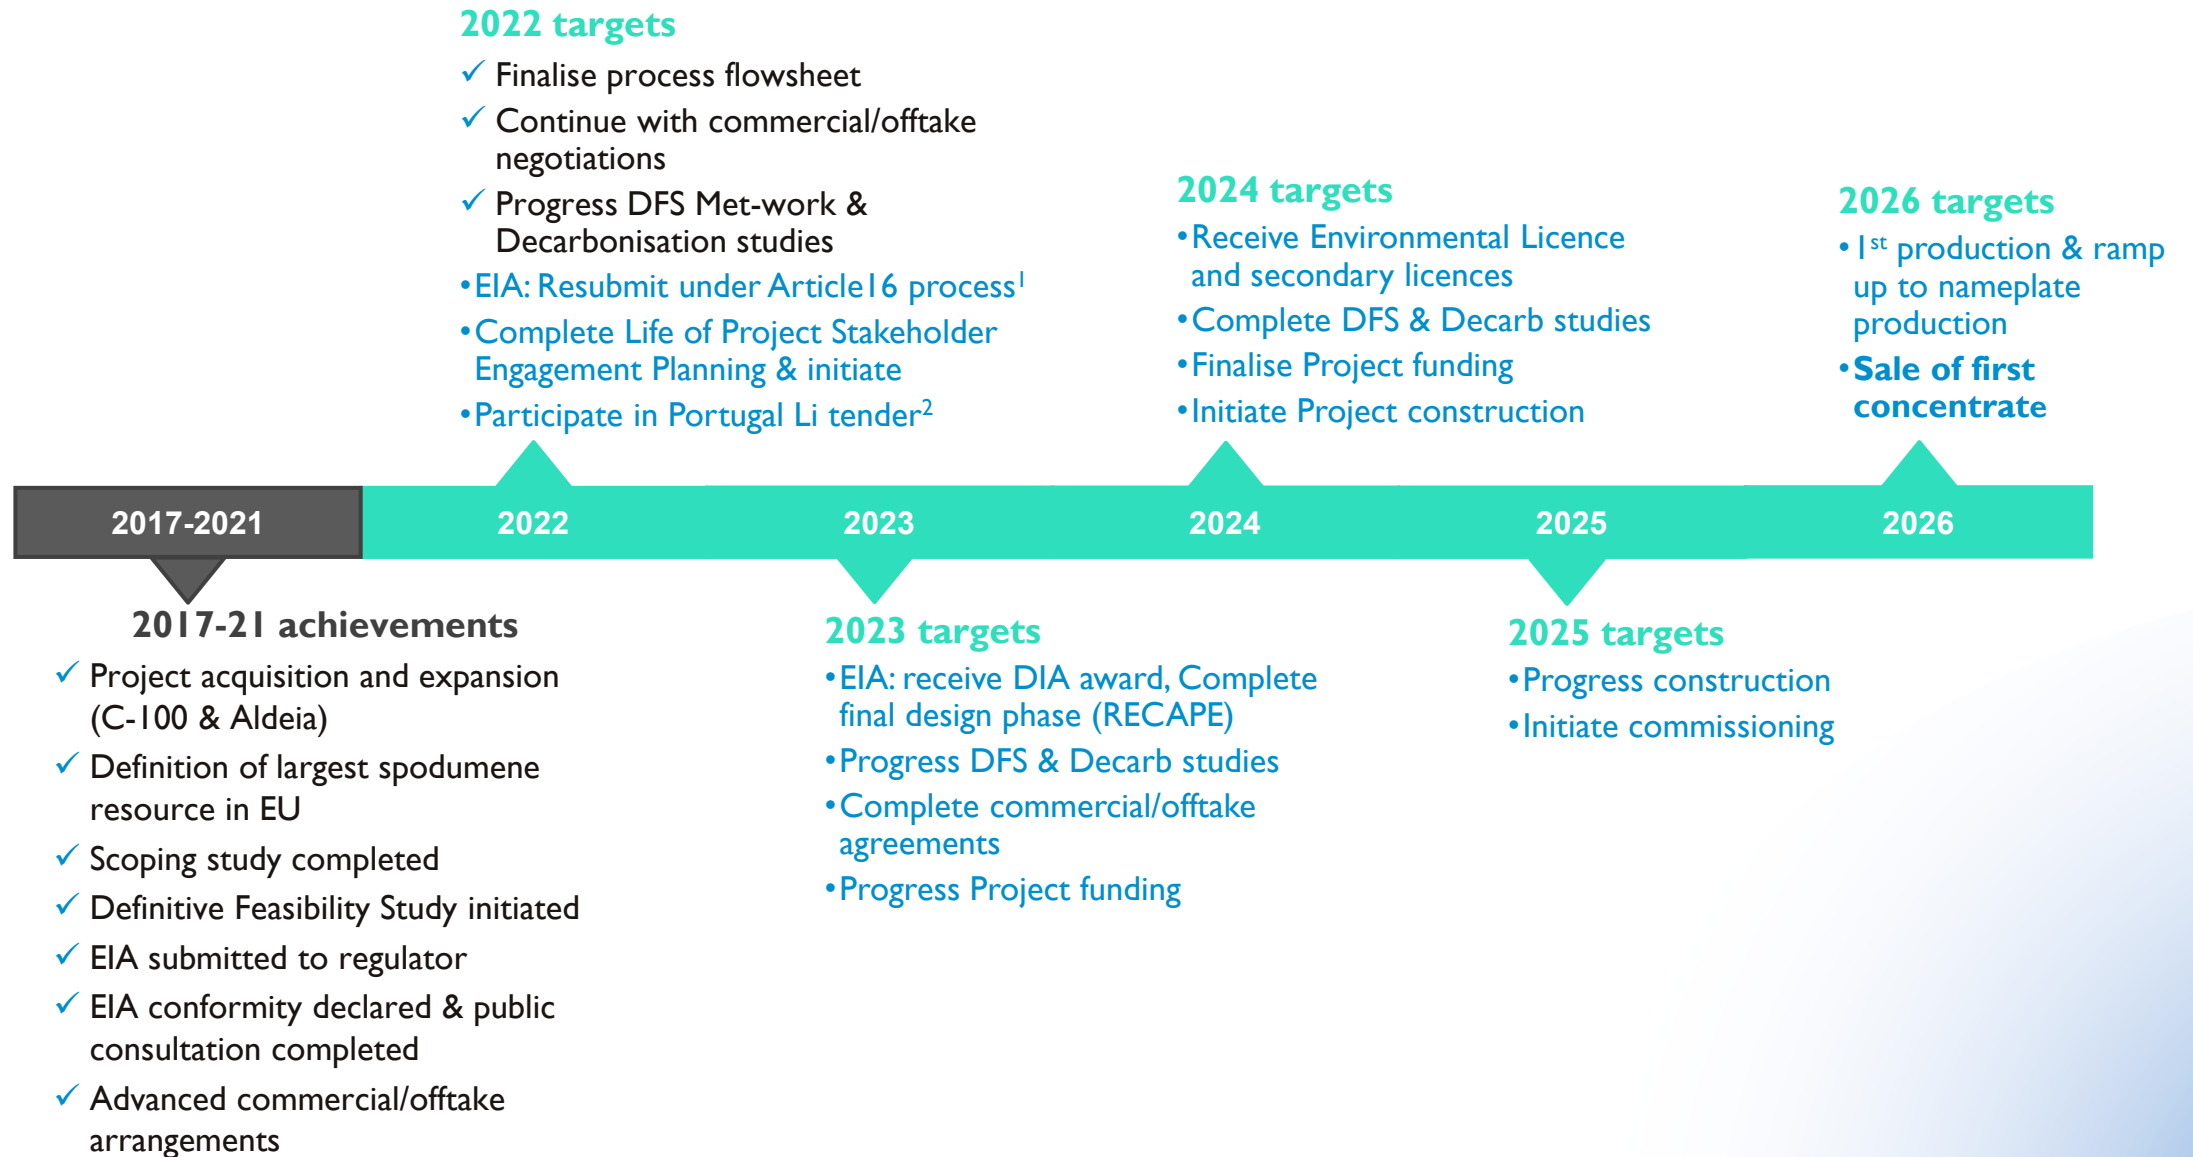 2022 targets
✓ Finalise process flowsheet
✓ Continue with commercial/offtake
negotiations
✓ Progress DFS Met-work &
Decarbonisation studies
•EIA: Resubmit under Article16 process¹
•Complete Life of Project Stakeholder
Engagement Planning & initiate
•Participate in Portugal Li tender²
2024 targets
•Receive Environmental Licence
and secondary licences
•Complete DFS & Decarb studies
•Finalise Project funding
•Initiate Project construction
2026 targets
•1st production & ramp
up to nameplate
production
•Sale of first
concentrate
2017-2021
2022
2023
2024
2025
2026
2017-21 achievements
✓ Project acquisition and expansion
(C-100 & Aldeia)
✓ Definition of largest spodumene
resource in EU
✓ Scoping study completed
✓ Definitive Feasibility Study initiated
✓ EIA submitted to regulator
✓ EIA conformity declared & public
consultation completed
✓ Advanced commercial/offtake
arrangements
2023 targets
•EIA: receive DIA award, Complete
final design phase (RECAPE)
•Progress DFS & Decarb studies
•Complete commercial/offtake
agreements
•Progress Project funding
2025 targets
•Progress construction
•Initiate commissioning